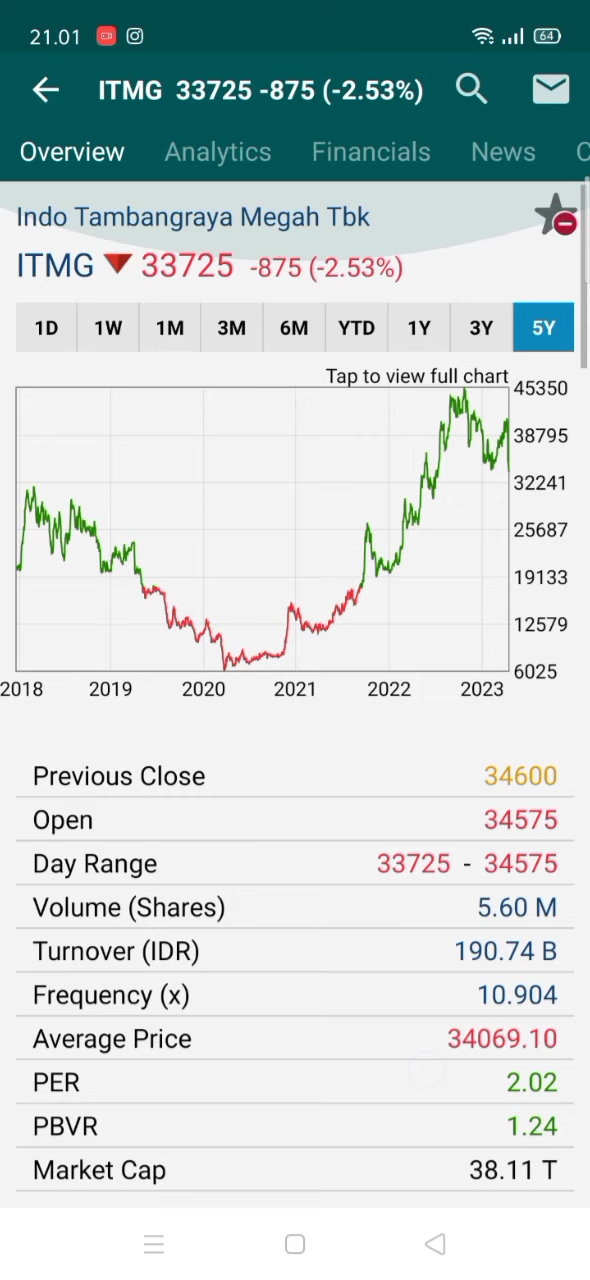 21.01 64
ITMG 33725 -875 (-2.53%)
Overview Analytics Financials News C
Indo Tambangraya Megah Tbk
ITMG 33725 -875 (-2.53%)
1D 1W 1M 3M 6M YTD 1Y 3Y 5Y
Tap to view full chart
45350
38795
32241
25687
19133
12579
6025
2018 2019 2020 2021 2022 2023
Previous Close 34600
Open 34575
Day Range 33725 - 34575
Volume (Shares) 5.60 M
Turnover (IDR) 190.74 B
Frequency (x) 10.904
Average Price 34069.10
PER 2.02
PBVR 1.24
Market Cap 38.11 T